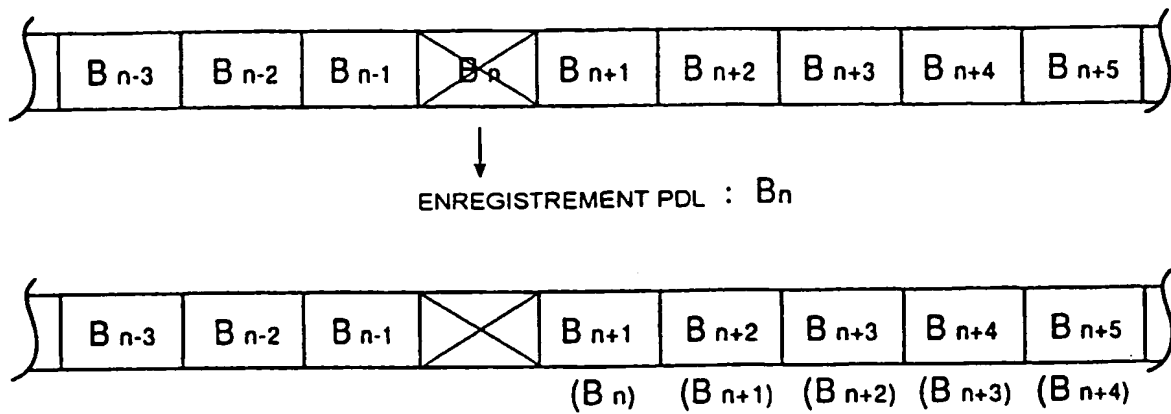 B n-3 B n-2 B n-1 B n B n+1 B n+2 B n+3 B n+4 B n+5
ENREGISTREMENT PDL : Bn
B n-3 B n-2 B n-1 B n+1 B n+2 B n+3 B n+4 B n+5
(B n) (B n+1) (B n+2) (B n+3) (B n+4)